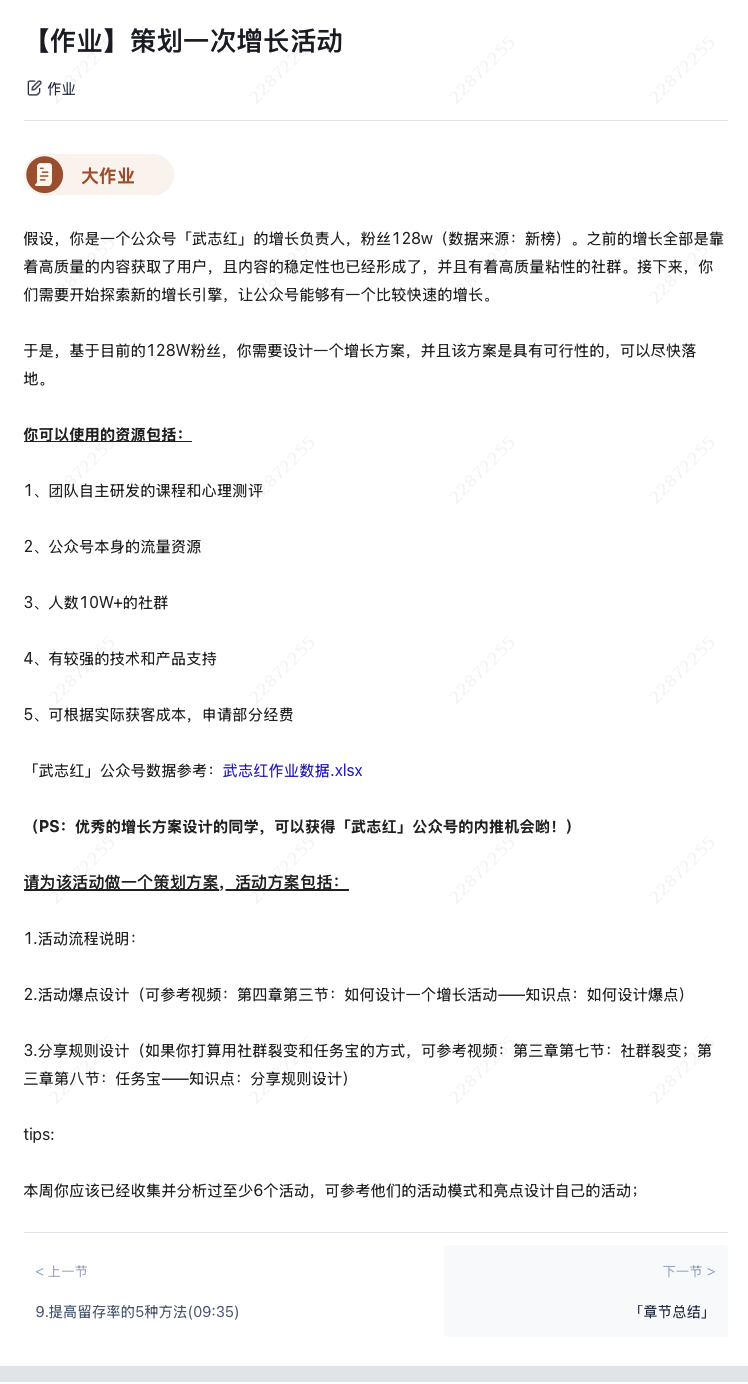 【作业】策划一次增长活动
作业
大作业
假设，你是一个公众号「武志红」的增长负责人，粉丝128w（数据来源：新榜）。之前的增长全部是靠
着高质量的内容获取了用户，且内容的稳定性也已经形成了，并且有着高质量粘性的社群。接下来，你
们需要开始探索新的增长引擎，让公众号能够有一个比较快速的增长。
于是，基于目前的128W粉丝，你需要设计一个增长方案，并且该方案是具有可行性的，可以尽快落
地。
你可以使用的资源包括：
1、团队自主研发的课程和心理测评
2、公众号本身的流量资源
3、人数10W+的社群
4、有较强的技术和产品支持
5、可根据实际获客成本，申请部分经费
「武志红」公众号数据参考：武志红作业数据.xlsx
（PS：优秀的增长方案设计的同学，可以获得「武志红」公众号的内推机会哟！）
请为该活动做一个策划方案，活动方案包括：
1.活动流程说明：
2.活动爆点设计（可参考视频：第四章第三节：如何设计一个增长活动——知识点：如何设计爆点）
3.分享规则设计（如果你打算用社群裂变和任务宝的方式，可参考视频：第三章第七节：社群裂变；第
三章第八节：任务宝——知识点：分享规则设计）
tips:
本周你应该已经收集并分析过至少6个活动，可参考他们的活动模式和亮点设计自己的活动；
< 上一节
下一节 >
9.提高留存率的5种方法(09:35)
「章节总结」
22872255